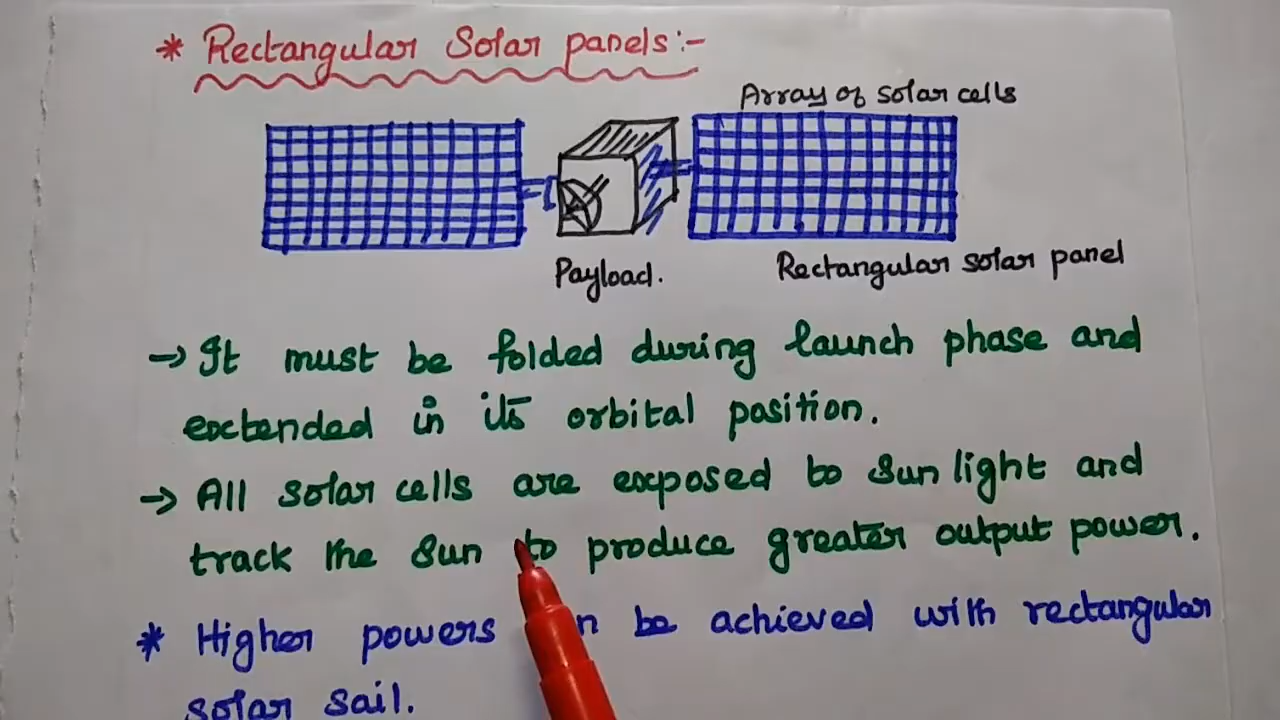 * Rectangular Solar panels:-
Array of solar cells
Payload.
Rectangular solar panel
→ It must be folded during launch phase and
extended in its orbital position.
→ All solar cells are exposed to Sun light and
track the Sun to produce greater output power.
* Higher powers be achieved with rectangular
solar sail.